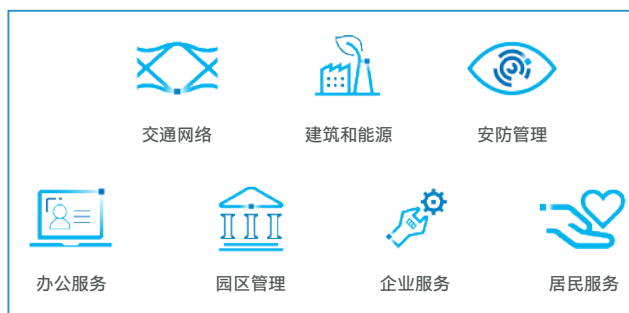 交通网络
建筑和能源
安防管理
办公服务
园区管理
企业服务
居民服务